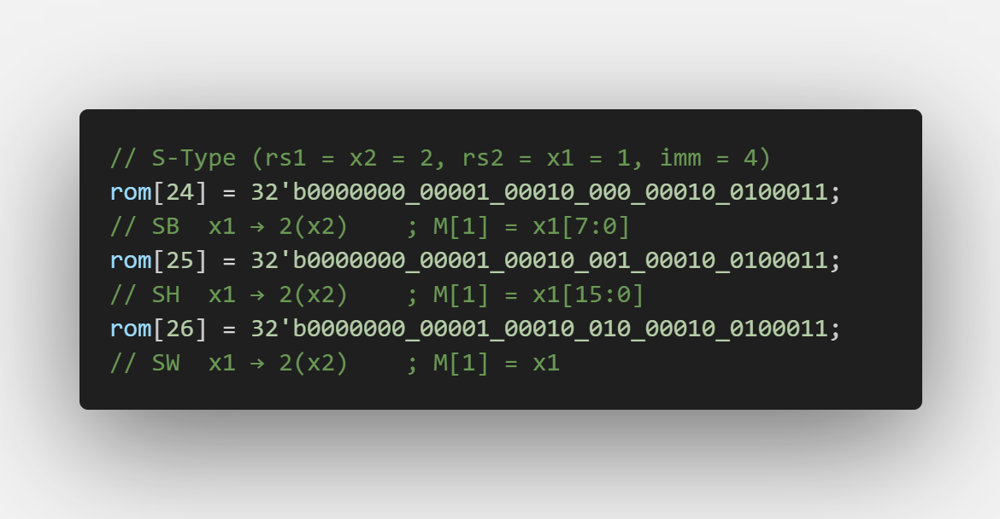 // S-Type (rs1 = x2 = 2, rs2 = x1 = 1, imm = 4)
rom[24] = 32'b0000000_00001_00010_000_00010_0100011;
// SB  x1 → 2(x2)    ; M[1] = x1[7:0]
rom[25] = 32'b0000000_00001_00010_001_00010_0100011;
// SH  x1 → 2(x2)    ; M[1] = x1[15:0]
rom[26] = 32'b0000000_00001_00010_010_00010_0100011;
// SW  x1 → 2(x2)    ; M[1] = x1